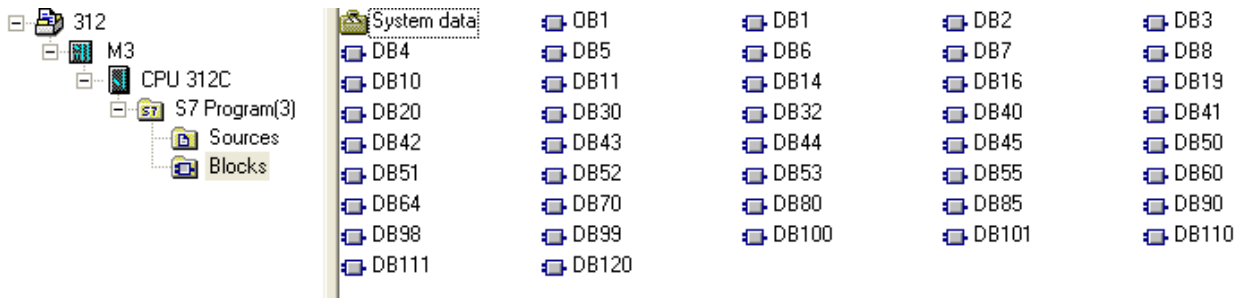 312
M3
CPU 312C
S7 Program(3)
Sources
Blocks
System data OB1 DB1 DB2 DB3
DB4 DB5 DB6 DB7 DB8
DB10 DB11 DB14 DB16 DB19
DB20 DB30 DB32 DB40 DB41
DB42 DB43 DB44 DB45 DB50
DB51 DB52 DB53 DB55 DB60
DB64 DB70 DB80 DB85 DB90
DB98 DB99 DB100 DB101 DB110
DB111 DB120